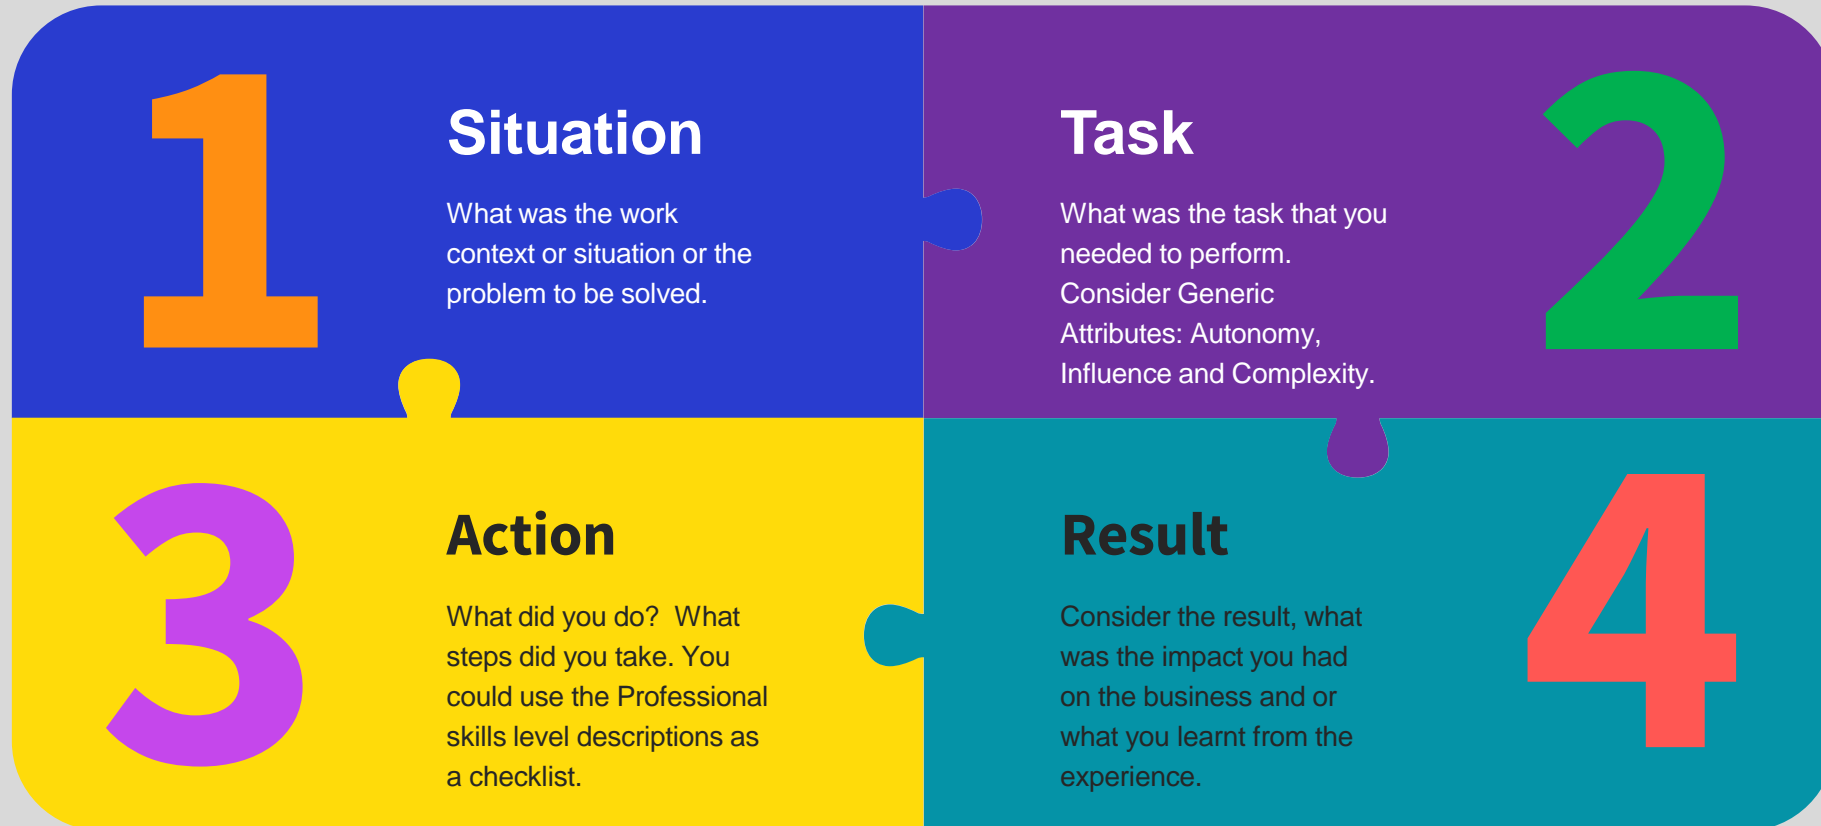 1
Situation
What was the work
context or situation or the
problem to be solved.
Task
What was the task that you
needed to perform.
Consider Generic
Attributes: Autonomy,
Influence and Complexity.
2
3
Action
What did you do?  What
steps did you take. You
could use the Professional
skills level descriptions as
a checklist.
Result
Consider the result, what
was the impact you had
on the business and or
what you learnt from the
experience.
4